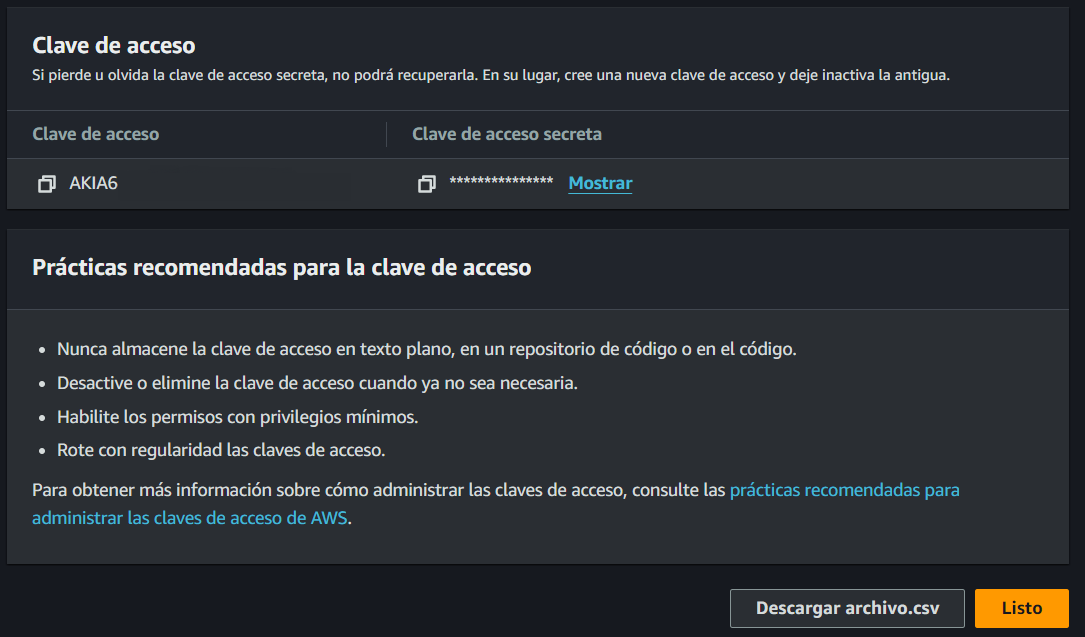 Clave de acceso
Si pierde u olvida la clave de acceso secreta, no podrá recuperarla. En su lugar, cree una nueva clave de acceso y deje inactiva la antigua.
Clave de acceso
Clave de acceso secreta
AKIA6
*************** Mostrar
Prácticas recomendadas para la clave de acceso
• Nunca almacene la clave de acceso en texto plano, en un repositorio de código o en el código.
• Desactive o elimine la clave de acceso cuando ya no sea necesaria.
• Habilite los permisos con privilegios mínimos.
• Rote con regularidad las claves de acceso.
Para obtener más información sobre cómo administrar las claves de acceso, consulte las prácticas recomendadas para
administrar las claves de acceso de AWS.
Descargar archivo.csv
Listo